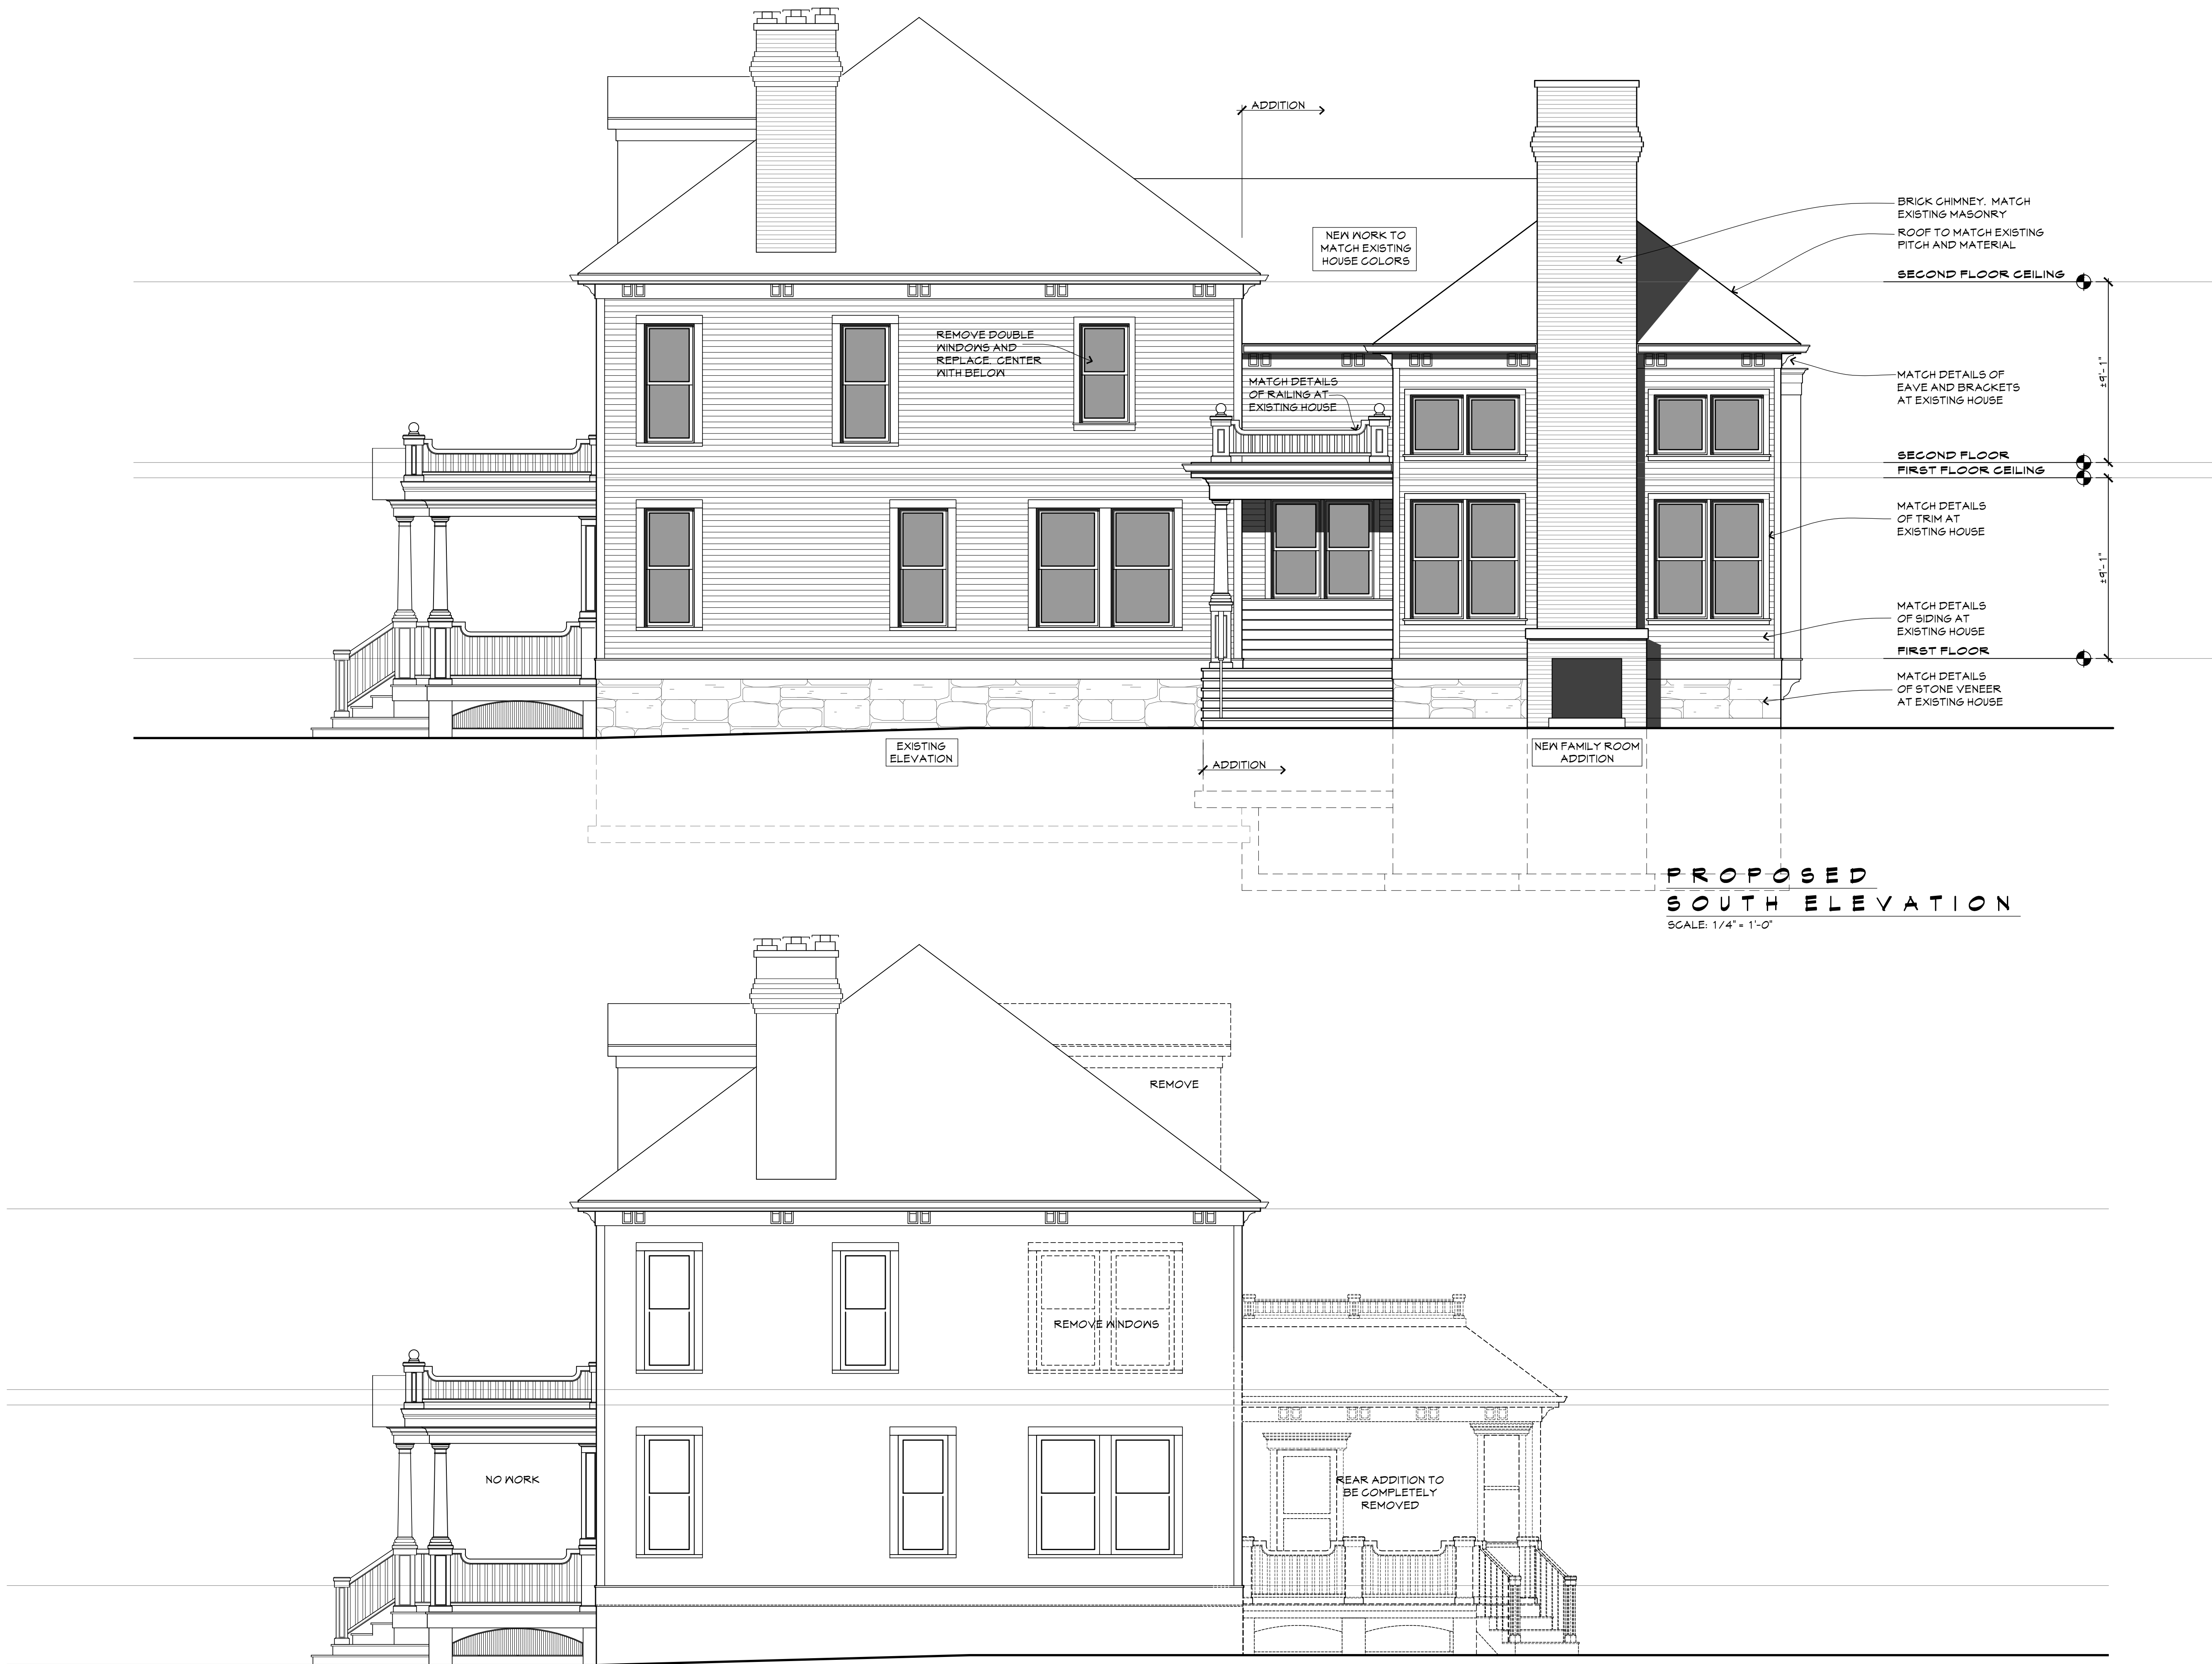 ADDITION
NEW WORK TO
MATCH EXISTING
HOUSE COLORS
BRICK CHIMNEY. MATCH
EXISTING MASONRY
ROOF TO MATCH EXISTING
PITCH AND MATERIAL
SECOND FLOOR CEILING
REMOVE DOUBLE
WINDOWS AND
REPLACE. CENTER
WITH BELOW
MATCH DETAILS
OF RAILING AT
EXISTING HOUSE
MATCH DETAILS OF
EAVE AND BRACKETS
AT EXISTING HOUSE
±9'-1"
SECOND FLOOR
FIRST FLOOR CEILING
MATCH DETAILS
OF TRIM AT
EXISTING HOUSE
±9'-1"
MATCH DETAILS
OF SIDING AT
EXISTING HOUSE
FIRST FLOOR
MATCH DETAILS
OF STONE VENEER
AT EXISTING HOUSE
EXISTING
ELEVATION
NEW FAMILY ROOM
ADDITION
ADDITION
PROPOSED
SOUTH ELEVATION
SCALE: 1/4" = 1'-0"
REMOVE
REMOVE WINDOWS
NO WORK
REAR ADDITION TO
BE COMPLETELY
REMOVED